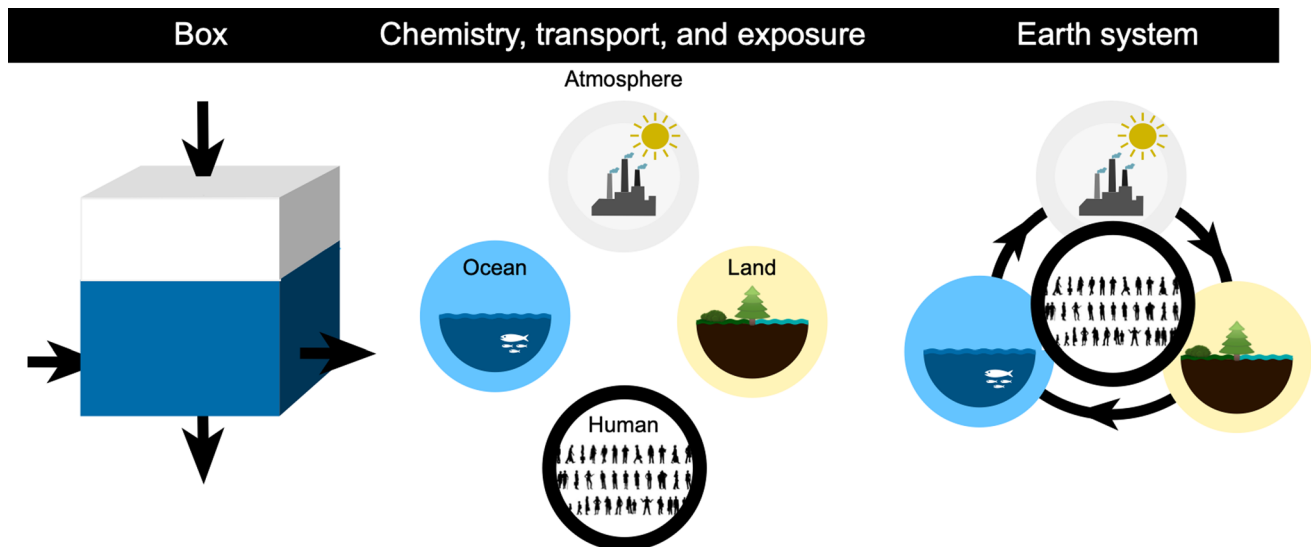 Box
Chemistry, transport, and exposure
Earth system
Atmosphere
Ocean
Land
Human